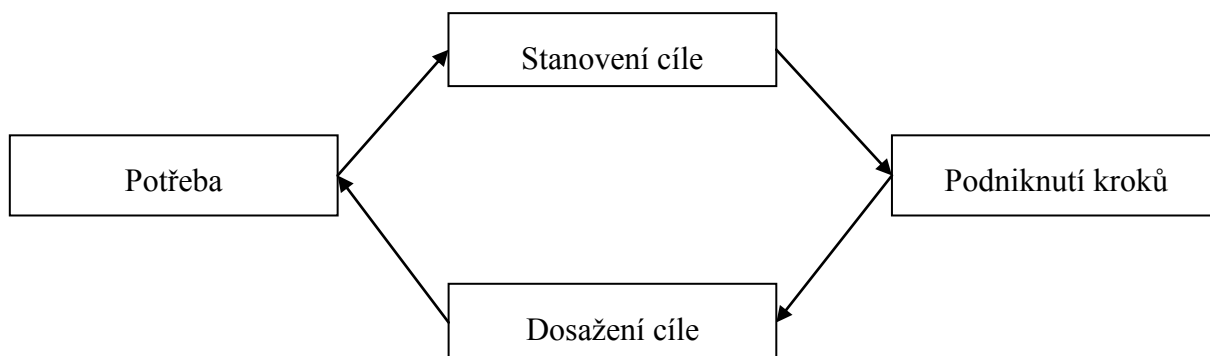 Stanovení cíle
Potřeba
Podniknutí kroků
Dosažení cíle